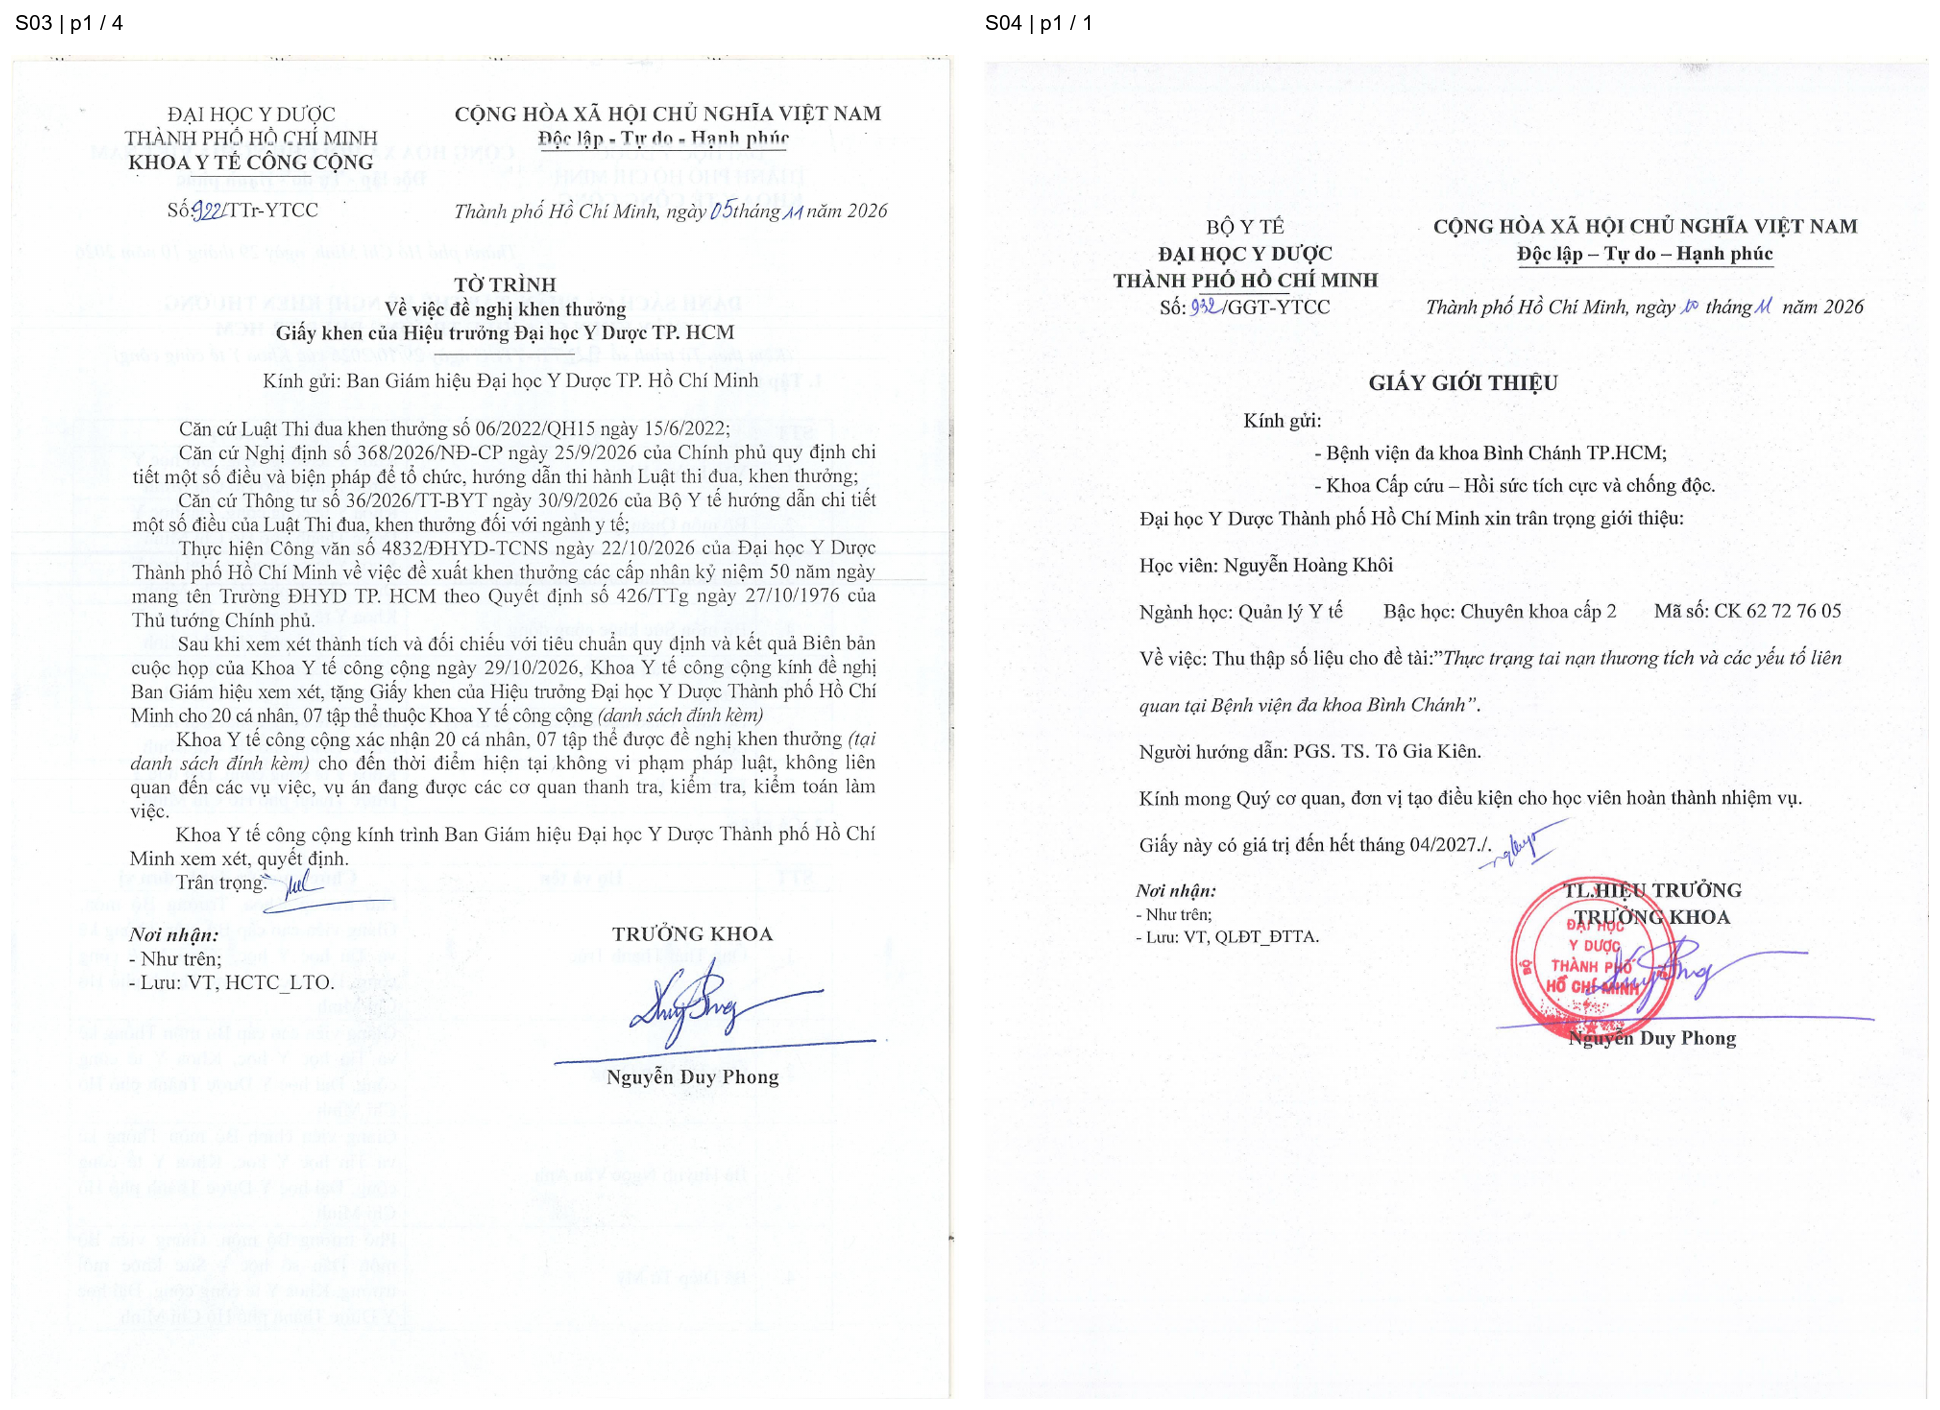 S03 | p1 / 4
ĐẠI HỌC Y DƯỢC
THÀNH PHỐ HỒ CHÍ MINH
KHOA Y TẾ CÔNG CỘNG
Số: 922/TTr-YTCC
CỘNG HÒA XÃ HỘI CHỦ NGHĨA VIỆT NAM
Độc lập - Tự do - Hạnh phúc
Thành phố Hồ Chí Minh, ngày 05 tháng 11 năm 2026
TỜ TRÌNH
Về việc đề nghị khen thưởng
Giấy khen của Hiệu trưởng Đại học Y Dược TP. HCM
Kính gửi: Ban Giám hiệu Đại học Y Dược TP. Hồ Chí Minh
Căn cứ Luật Thi đua khen thưởng số 06/2022/QH15 ngày 15/6/2022;
Căn cứ Nghị định số 368/2026/NĐ-CP ngày 25/9/2026 của Chính phủ quy định chi
tiết một số điều và biện pháp để tổ chức, hướng dẫn thi hành Luật thi đua, khen thưởng;
Căn cứ Thông tư số 36/2026/TT-BYT ngày 30/9/2026 của Bộ Y tế hướng dẫn chi tiết
một số điều của Luật Thi đua, khen thưởng đối với ngành y tế;
Thực hiện Công văn số 4832/ĐHYD-TCNS ngày 22/10/2026 của Đại học Y Dược
Thành phố Hồ Chí Minh về việc đề xuất khen thưởng các cấp nhân kỷ niệm 50 năm ngày
mang tên Trường ĐHYD TP. HCM theo Quyết định số 426/TTg ngày 27/10/1976 của
Thủ tướng Chính phủ.
Sau khi xem xét thành tích và đối chiếu với tiêu chuẩn quy định và kết quả Biên bản
cuộc họp của Khoa Y tế công cộng ngày 29/10/2026, Khoa Y tế công cộng kính đề nghị
Ban Giám hiệu xem xét, tặng Giấy khen của Hiệu trưởng Đại học Y Dược Thành phố Hồ Chí
Minh cho 20 cá nhân, 07 tập thể thuộc Khoa Y tế công cộng (danh sách đính kèm)
Khoa Y tế công cộng xác nhận 20 cá nhân, 07 tập thể được đề nghị khen thưởng (tại
danh sách đính kèm) cho đến thời điểm hiện tại không vi phạm pháp luật, không liên
quan đến các vụ việc, vụ án đang được các cơ quan thanh tra, kiểm tra, kiểm toán làm
việc.
Khoa Y tế công cộng kính trình Ban Giám hiệu Đại học Y Dược Thành phố Hồ Chí
Minh xem xét, quyết định.
Trân trọng.
Nơi nhận:
- Như trên;
- Lưu: VT, HCTC_LTO.
TRƯỞNG KHOA
Nguyễn Duy Phong
S04 | p1 / 1
BỘ Y TẾ
ĐẠI HỌC Y DƯỢC
THÀNH PHỐ HỒ CHÍ MINH
Số: 932/GGT-YTCC
CỘNG HÒA XÃ HỘI CHỦ NGHĨA VIỆT NAM
Độc lập – Tự do – Hạnh phúc
Thành phố Hồ Chí Minh, ngày 10 tháng 11 năm 2026
GIẤY GIỚI THIỆU
Kính gửi:
- Bệnh viện đa khoa Bình Chánh TP.HCM;
- Khoa Cấp cứu – Hồi sức tích cực và chống độc.
Đại học Y Dược Thành phố Hồ Chí Minh xin trân trọng giới thiệu:
Học viên: Nguyễn Hoàng Khôi
Ngành học: Quản lý Y tế Bậc học: Chuyên khoa cấp 2 Mã số: CK 62 72 76 05
Về việc: Thu thập số liệu cho đề tài:”Thực trạng tai nạn thương tích và các yếu tố liên
quan tại Bệnh viện đa khoa Bình Chánh”.
Người hướng dẫn: PGS. TS. Tô Gia Kiên.
Kính mong Quý cơ quan, đơn vị tạo điều kiện cho học viên hoàn thành nhiệm vụ.
Giấy này có giá trị đến hết tháng 04/2027./.
Nơi nhận:
- Như trên;
- Lưu: VT, QLĐT_ĐTTA.
TL.HIỆU TRƯỞNG
TRƯỞNG KHOA
ĐẠI HỌC
Y DƯỢC
THÀNH PHỐ
HỒ CHÍ MINH
Nguyễn Duy Phong